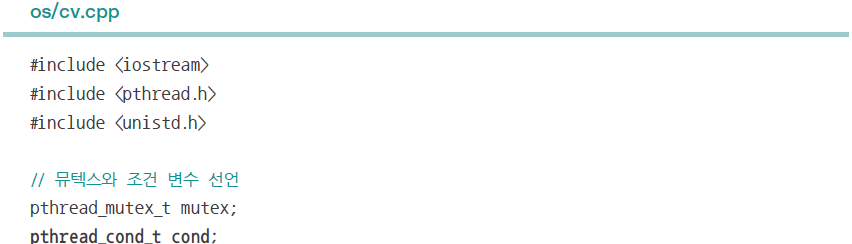 os/cv.cpp
#include <iostream>
#include <pthread.h>
#include <unistd.h>
// 뮤텍스와 조건 변수 선언
pthread_mutex_t mutex;
pthread_cond_t cond;